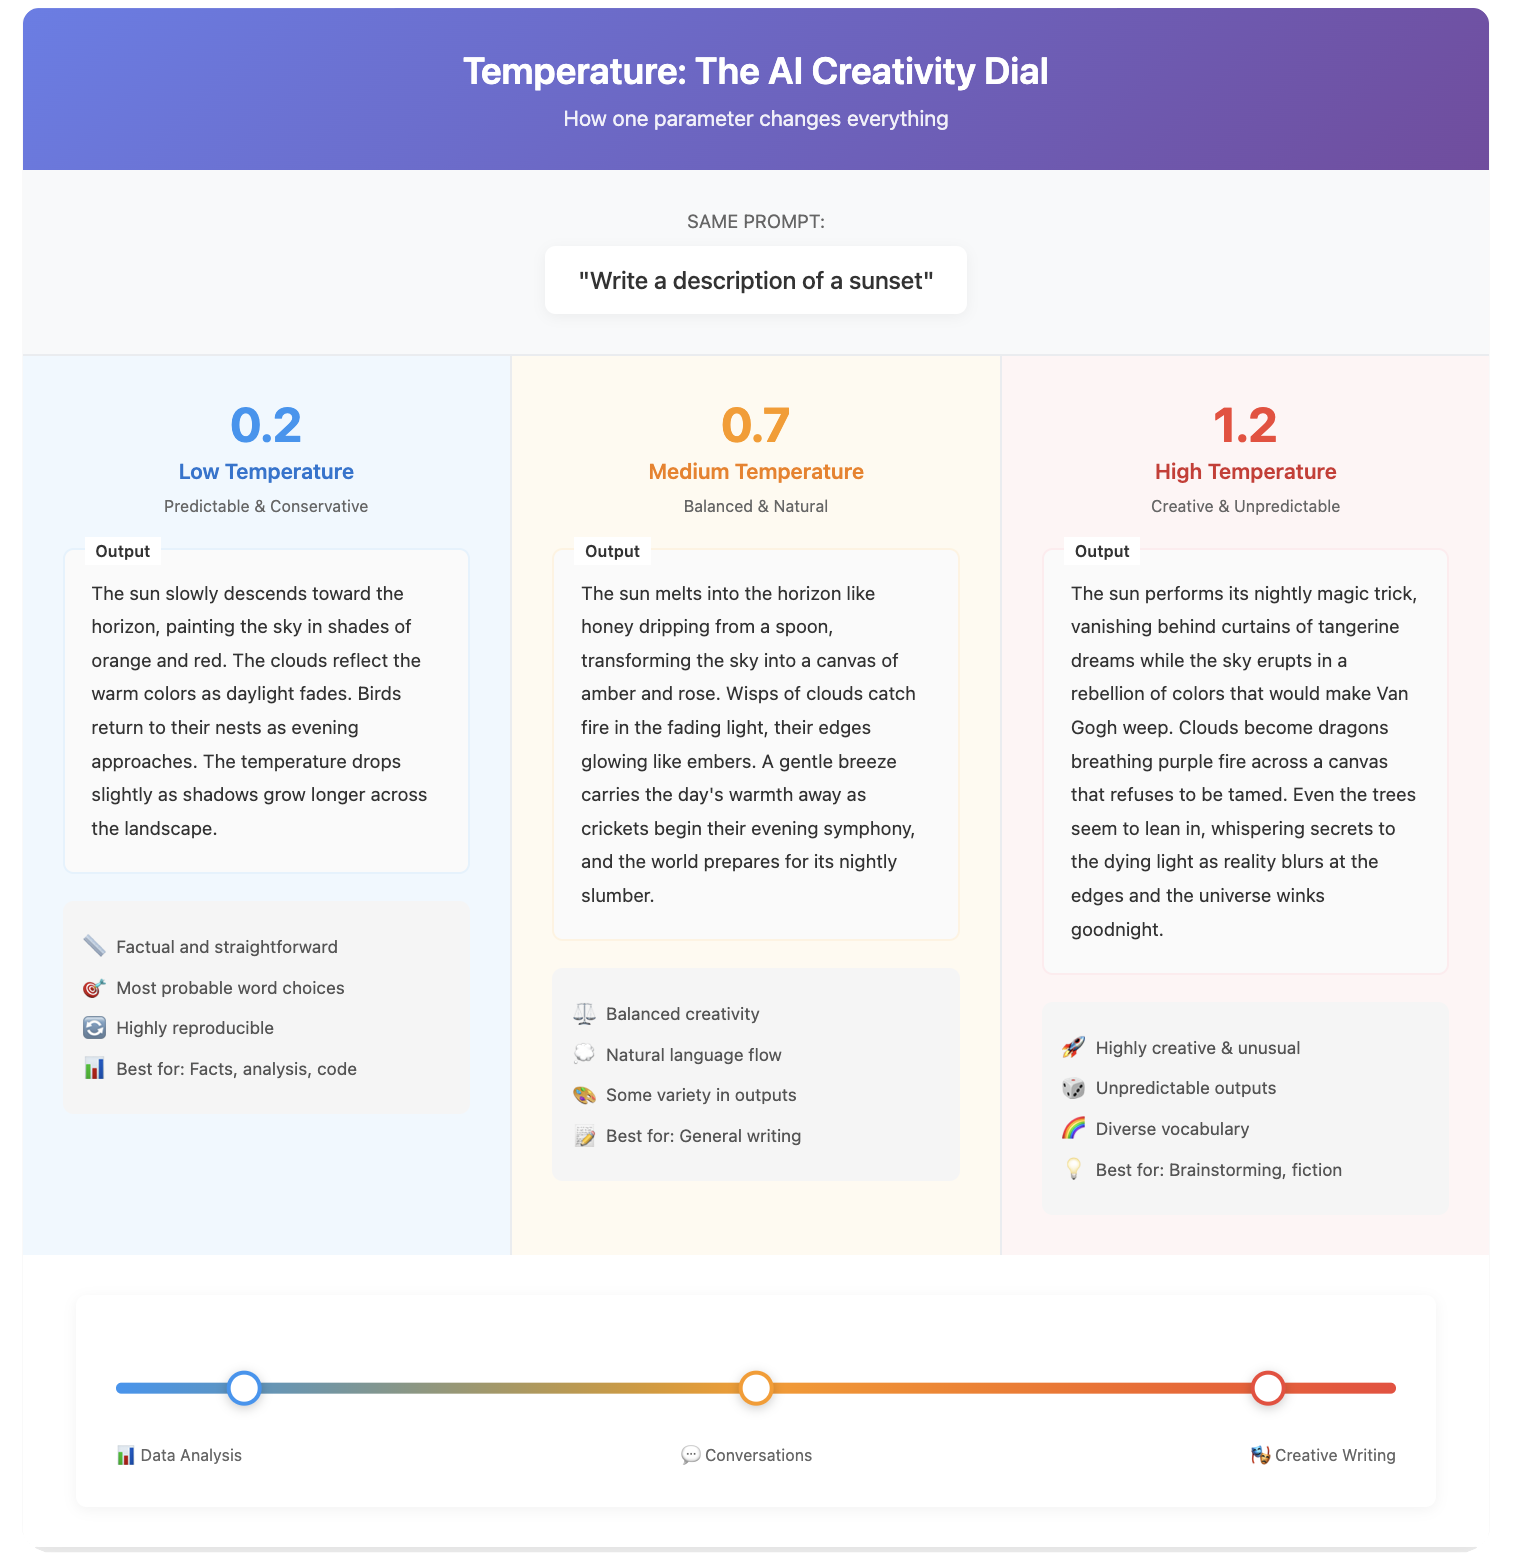 Temperature: The AI Creativity Dial
How one parameter changes everything
SAME PROMPT:
"Write a description of a sunset"
0.2
Low Temperature
Predictable & Conservative
Output
The sun slowly descends toward the
horizon, painting the sky in shades of
orange and red. The clouds reflect the
warm colors as daylight fades. Birds
return to their nests as evening
approaches. The temperature drops
slightly as shadows grow longer across
the landscape.
Factual and straightforward
Most probable word choices
Highly reproducible
Best for: Facts, analysis, code
0.7
Medium Temperature
Balanced & Natural
Output
The sun melts into the horizon like
honey dripping from a spoon,
transforming the sky into a canvas of
amber and rose. Wisps of clouds catch
fire in the fading light, their edges
glowing like embers. A gentle breeze
carries the day's warmth away as
crickets begin their evening symphony,
and the world prepares for its nightly
slumber.
Balanced creativity
Natural language flow
Some variety in outputs
Best for: General writing
1.2
High Temperature
Creative & Unpredictable
Output
The sun performs its nightly magic trick,
vanishing behind curtains of tangerine
dreams while the sky erupts in a
rebellion of colors that would make Van
Gogh weep. Clouds become dragons
breathing purple fire across a canvas
that refuses to be tamed. Even the trees
seem to lean in, whispering secrets to
the dying light as reality blurs at the
edges and the universe winks
goodnight.
Highly creative & unusual
Unpredictable outputs
Diverse vocabulary
Best for: Brainstorming, fiction
Data Analysis
Conversations
Creative Writing